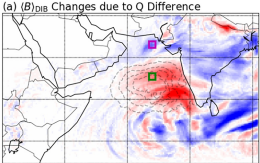 (a) ⟨B⟩DIB Changes due to Q Difference